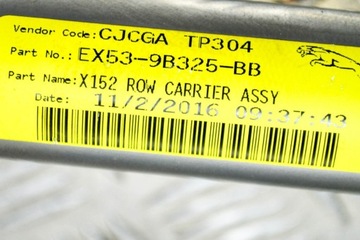 Vendor Code: CJCGA TP304
Part No.: EX53-9B325-BB
Part Name: X152 ROW CARRIER ASSY
Date: 11/2/2016 09:37:43